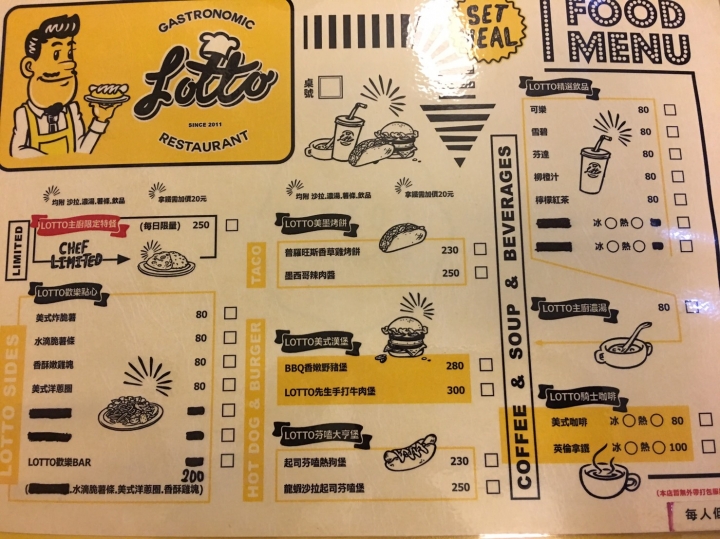 GASTRONOMIC
Lotto
SINCE 2011
RESTAURANT
SET
MEAL
FOOD
MENU
桌號
均附 沙拉.濃湯.薯條.飲品
拿鐵需加價20元
LIMITED
LOTTO主廚限定特餐 (每日限量) 250
CHEF
LIMITED
LOTTO SIDES
LOTTO歡樂點心
美式炸脆薯 80
水滴脆薯條 80
香酥嫩雞塊 80
美式洋蔥圈 80
LOTTO歡樂BAR
200
水滴脆薯條.美式洋蔥圈.香酥雞塊)
均附 沙拉.濃湯.薯條.飲品
拿鐵需加價20元
TACO
LOTTO美墨烤餅
普羅旺斯香草雞烤餅 230
墨西哥辣肉醬 250
HOT DOG & BURGER
LOTTO美式漢堡
BBQ香嫩野豬堡 280
LOTTO先生手打牛肉堡 300
LOTTO芬嗑大亨堡
起司芬嗑熱狗堡 230
龍蝦沙拉起司芬嗑堡 250
COFFEE & SOUP & BEVERAGES
LOTTO精選飲品
可樂 80
雪碧 80
芬達 80
柳橙汁 80
檸檬紅茶 80
冰 熱
冰 熱
LOTTO主廚濃湯 80
LOTTO騎士咖啡
美式咖啡 冰 熱 80
英倫拿鐵 冰 熱 100
每人低